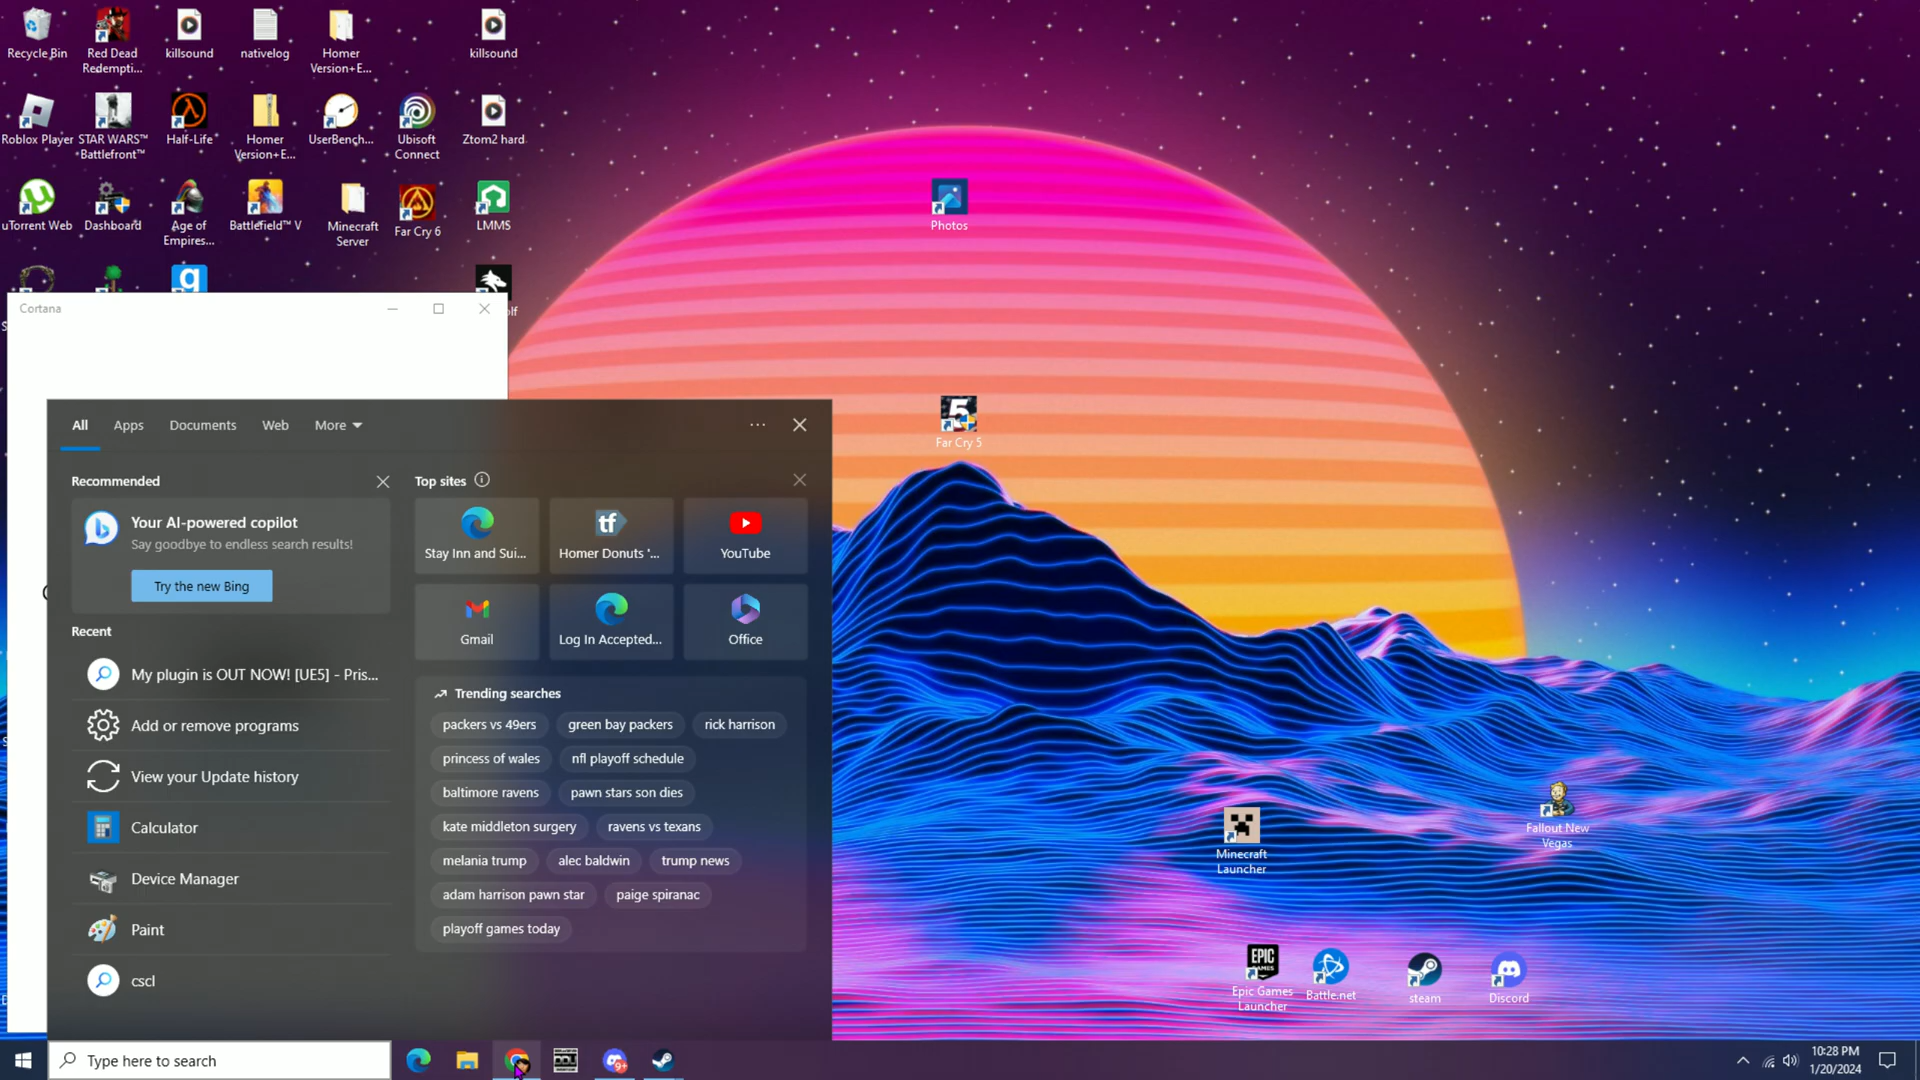 Recycle Bin
Red Dead
Redempti...
killsound
nativelog
Homer
Version+E...
killsound
Roblox Player
STAR WARS™
Battlefront™
Half-Life
Homer
Version+E...
UserBench...
Ubisoft
Connect
Ztom2 hard
uTorrent Web
Dashboard
Age of
Empires...
Battlefield™ V
Minecraft
Server
Far Cry 6
LMMS
Photos
Far Cry 5
Cortana
All
Apps
Documents
Web
More
Recommended
Your AI-powered copilot
Say goodbye to endless search results!
Try the new Bing
Recent
My plugin is OUT NOW! [UE5] - Pris...
Add or remove programs
View your Update history
Calculator
Device Manager
Paint
cscl
Top sites
Stay Inn and Sui...
tf
Homer Donuts '...
YouTube
Gmail
Log In Accepted...
Office
Trending searches
packers vs 49ers
green bay packers
rick harrison
princess of wales
nfl playoff schedule
baltimore ravens
pawn stars son dies
kate middleton surgery
ravens vs texans
melania trump
alec baldwin
trump news
adam harrison pawn star
paige spiranac
playoff games today
Minecraft
Launcher
Fallout New
Vegas
EPIC
GAMES
Epic Games
Launcher
Battle.net
steam
Discord
Type here to search
DDU
9+
10:28 PM
1/20/2024